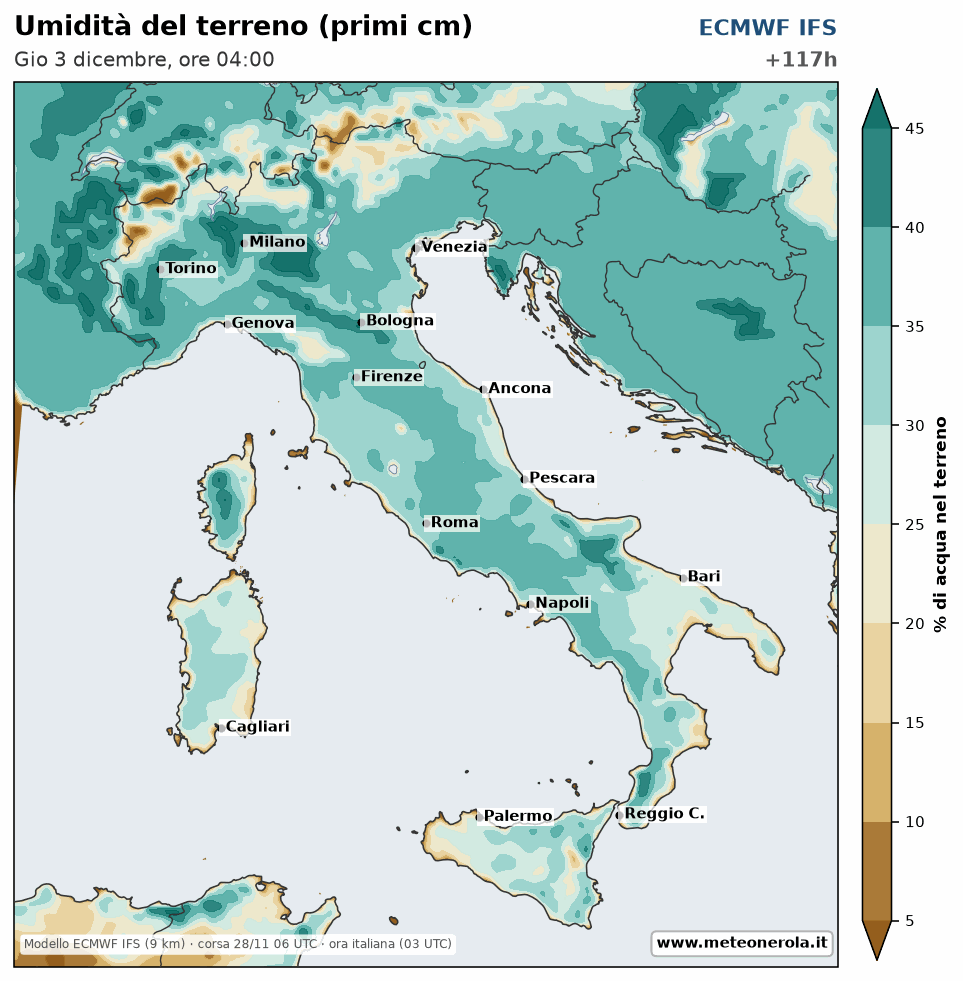 Umidità del terreno (primi cm)
ECMWF IFS
Gio 3 dicembre, ore 04:00
+117h
45
40
35
30
25
20
15
10
5
% di acqua nel terreno
Milano
Venezia
Torino
Genova
Bologna
Firenze
Ancona
Pescara
Roma
Bari
Napoli
Cagliari
Palermo
Reggio C.
Modello ECMWF IFS (9 km) · corsa 28/11 06 UTC · ora italiana (03 UTC)
www.meteonerola.it